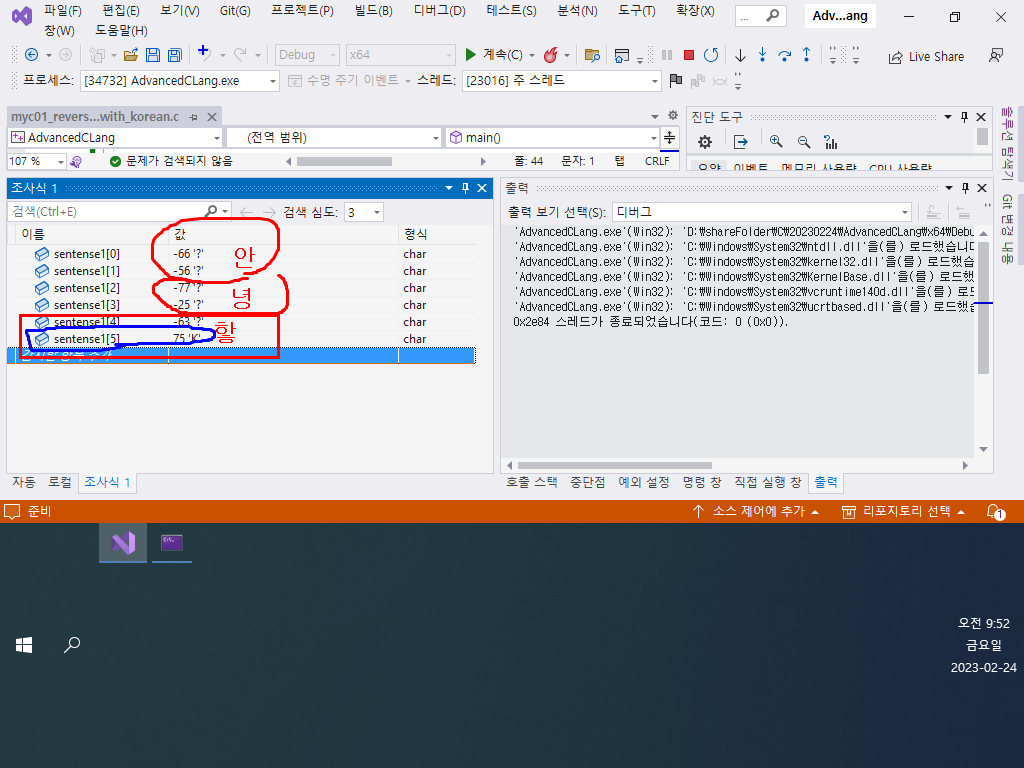 파일(F) 편집(E) 보기(V) Git(G) 프로젝트(P) 빌드(B) 디버그(D) 테스트(S) 분석(N) 도구(T) 확장(X) ... Adv...ang
창(W) 도움말(H)
Debug x64 계속(C) Live Share
프로세스: [34732] AdvancedCLang.exe 수명 주기 이벤트 스레드: [23016] 주 스레드
myc01_revers...with_korean.c
AdvancedCLang (전역 범위) main()
107 % 문제가 검색되지 않음 줄: 44 문자: 1 탭 CRLF
진단 도구
요약 이벤트 메모리 사용량 CPU 사용량
솔루션 탐색기
Git 변경 내용
조사식 1
검색(Ctrl+E) 검색 심도: 3
이름 값 형식
sentense1[0] -66 '?' char
안
sentense1[1] -56 '?' char
sentense1[2] -77 '?' char
녕
sentense1[3] -25 '?' char
sentense1[4] -63 '?' char
황
sentense1[5] 75 'K' char
자동 로컬 조사식 1
출력
출력 보기 선택(S): 디버그
'AdvancedCLang.exe'(Win32): 'D:₩shareFolder₩C₩20230224₩AdvancedCLang₩x64₩Deb
'AdvancedCLang.exe'(Win32): 'C:₩Windows₩System32₩ntdll.dll'을(를) 로드했습니다
'AdvancedCLang.exe'(Win32): 'C:₩Windows₩System32₩kernel32.dll'을(를) 로드했습
'AdvancedCLang.exe'(Win32): 'C:₩Windows₩System32₩KernelBase.dll'을(를) 로드했
'AdvancedCLang.exe'(Win32): 'C:₩Windows₩System32₩vcruntime140d.dll'을(를) 로
'AdvancedCLang.exe'(Win32): 'C:₩Windows₩System32₩ucrtbased.dll'을(를) 로드했습
0x2e84 스레드가 종료되었습니다(코드: 0 (0x0)).
호출 스택 중단점 예외 설정 명령 창 직접 실행 창 출력
준비 소스 제어에 추가 리포지토리 선택 1
오전 9:52
금요일
2023-02-24